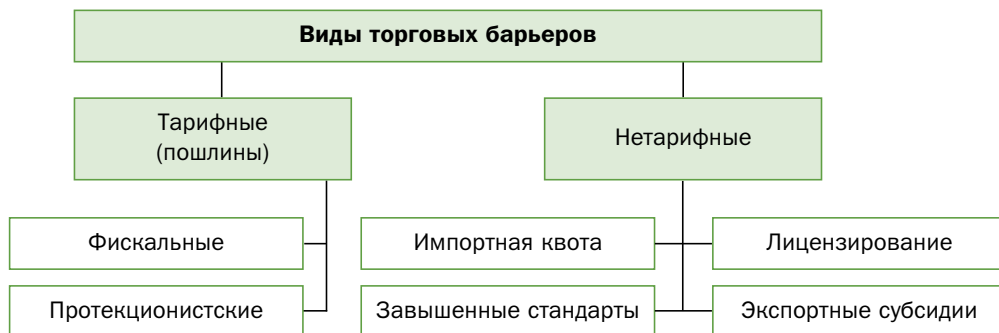 Виды торговых барьеров
Тарифные
(пошлины)
Нетарифные
Фискальные
Импортная квота
Лицензирование
Протекционистские
Завышенные стандарты
Экспортные субсидии